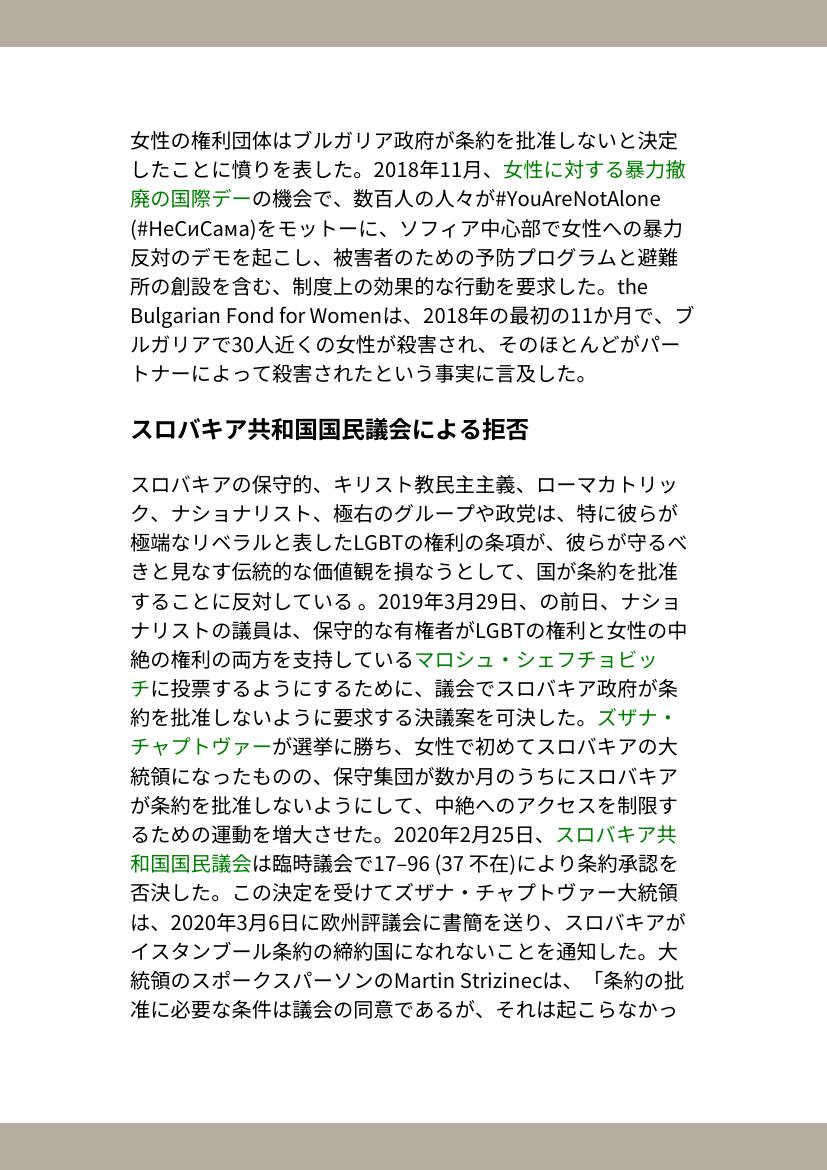 女性の権利団体はブルガリア政府が条約を批准しないと決定
したことに憤りを表した。2018年11月、女性に対する暴力撤
廃の国際デーの機会で、数百人の人々が#YouAreNotAlone
(#НеСиСама)をモットーに、ソフィア中心部で女性への暴力
反対のデモを起こし、被害者のための予防プログラムと避難
所の創設を含む、制度上の効果的な行動を要求した。the
Bulgarian Fond for Womenは、2018年の最初の11か月で、ブ
ルガリアで30人近くの女性が殺害され、そのほとんどがパー
トナーによって殺害されたという事実に言及した。
スロバキア共和国国民議会による拒否
スロバキアの保守的、キリスト教民主主義、ローマカトリッ
ク、ナショナリスト、極右のグループや政党は、特に彼らが
極端なリベラルと表したLGBTの権利の条項が、彼らが守るべ
きと見なす伝統的な価値観を損なうとして、国が条約を批准
することに反対している 。2019年3月29日、の前日、ナショ
ナリストの議員は、保守的な有権者がLGBTの権利と女性の中
絶の権利の両方を支持しているマロシュ・シェフチョビッ
チに投票するようにするために、議会でスロバキア政府が条
約を批准しないように要求する決議案を可決した。ズザナ・
チャプトヴァーが選挙に勝ち、女性で初めてスロバキアの大
統領になったものの、保守集団が数か月のうちにスロバキア
が条約を批准しないようにして、中絶へのアクセスを制限す
るための運動を増大させた。2020年2月25日、スロバキア共
和国国民議会は臨時議会で17–96 (37 不在)により条約承認を
否決した。この決定を受けてズザナ・チャプトヴァー大統領
は、2020年3月6日に欧州評議会に書簡を送り、スロバキアが
イスタンブール条約の締約国になれないことを通知した。大
統領のスポークスパーソンのMartin Strizinecは、「条約の批
准に必要な条件は議会の同意であるが、それは起こらなかっ